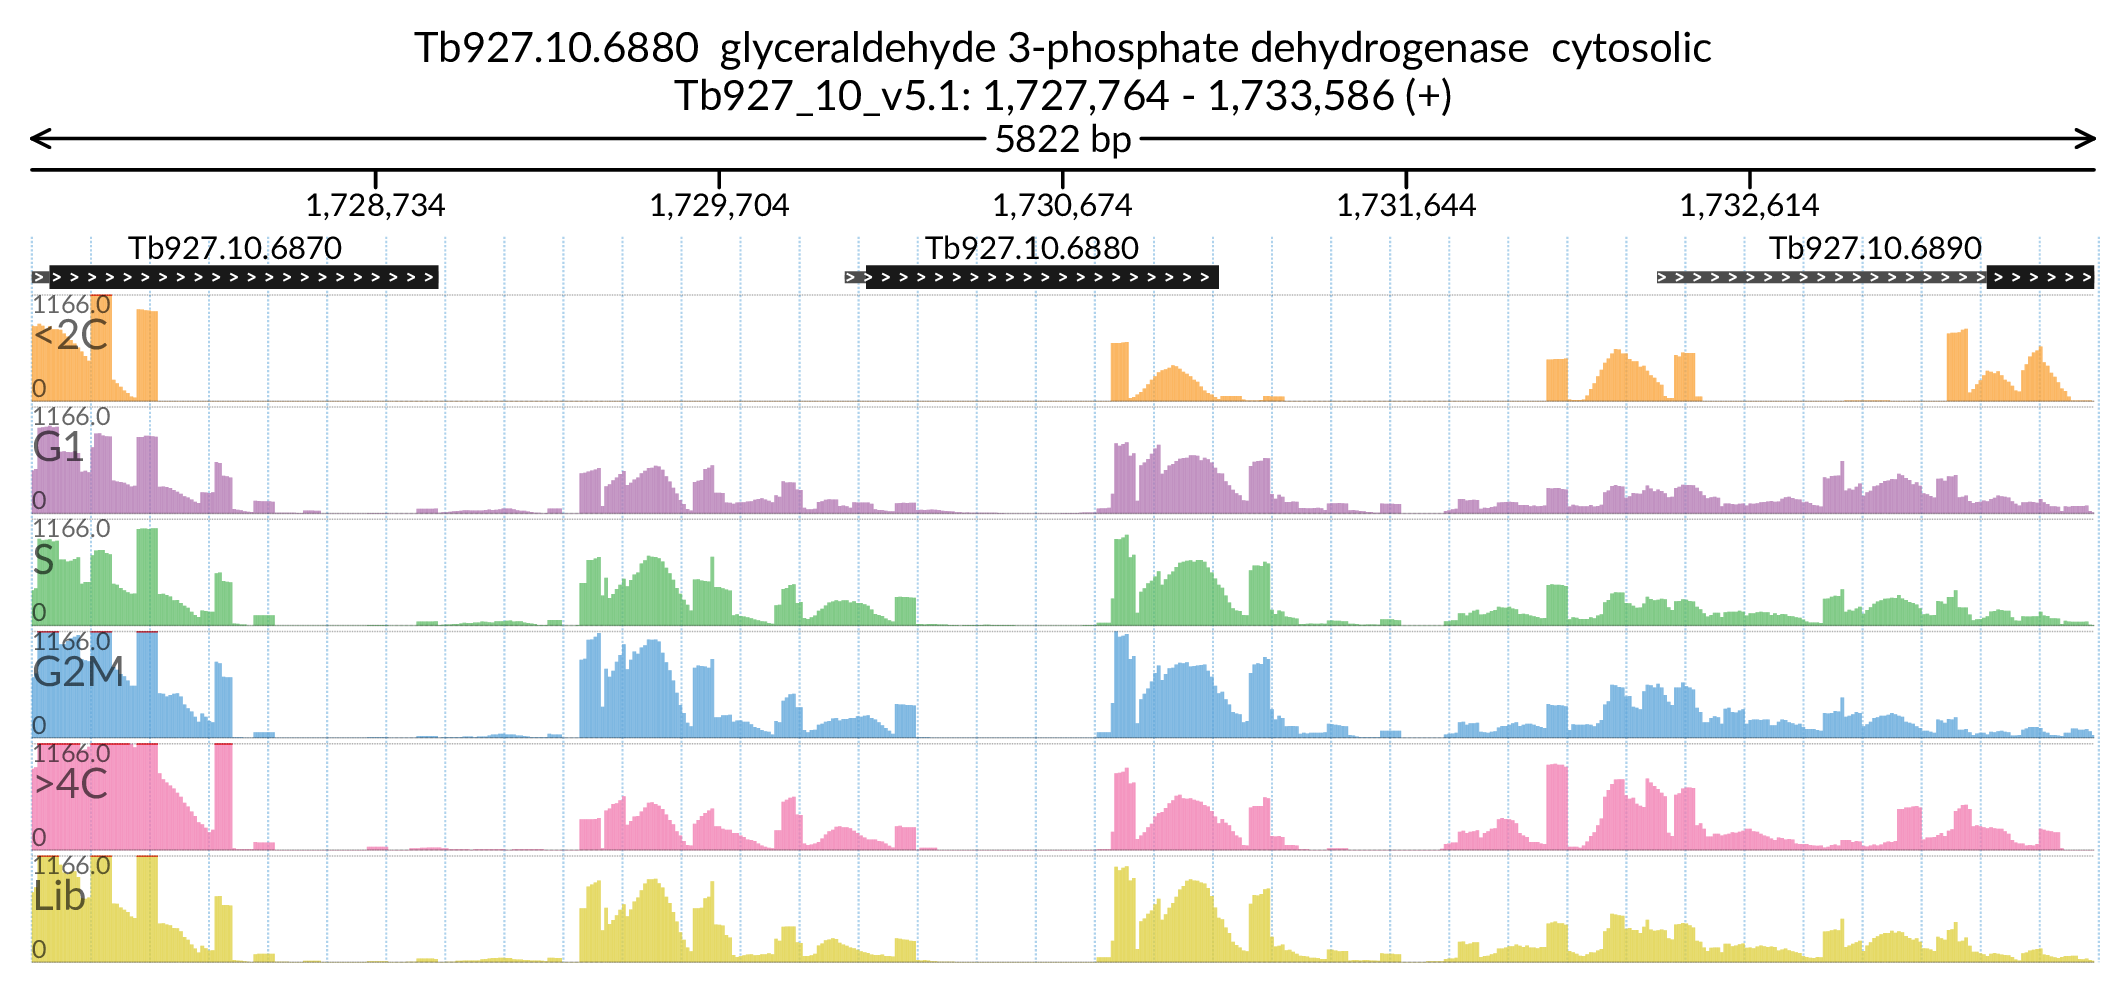 Tb927.10.6880  glyceraldehyde 3-phosphate dehydrogenase  cytosolic
Tb927_10_v5.1: 1,727,764 - 1,733,586 (+)
5822 bp
1,728,734 1,729,704 1,730,674 1,731,644 1,732,614
Tb927.10.6870 Tb927.10.6880 Tb927.10.6890
1166.0
<2C
0
1166.0
G1
0
1166.0
S
0
1166.0
G2M
0
1166.0
>4C
0
1166.0
Lib
0